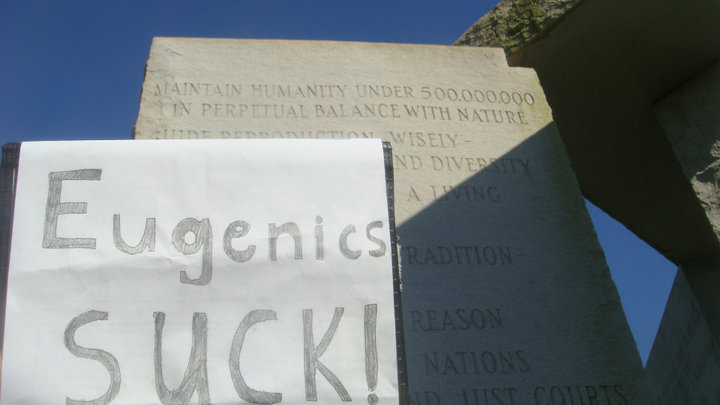 MAINTAIN HUMANITY UNDER 500,000,000
IN PERPETUAL BALANCE WITH NATURE
GUIDE REPRODUCTION WISELY -
AND DIVERSITY
A LIVING
TRADITION
REASON
NATIONS
AND JUST COURTS
Eugenics
SUCK!